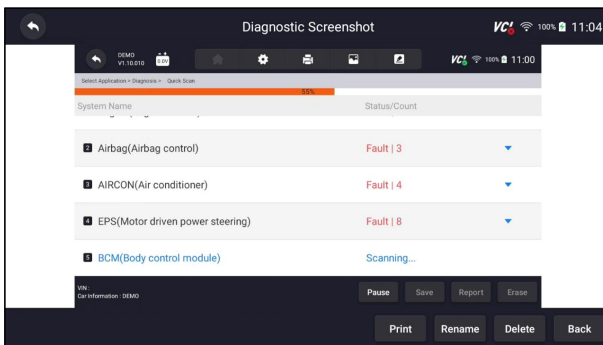 Diagnostic Screenshot
VCI 100% 11:04
DEMO
V1.10.010
0.0V
VCI 100% 11:00
Select Application > Diagnosis > Quick Scan
55%
System Name Status/Count
2 Airbag(Airbag control) Fault | 3
3 AIRCON(Air conditioner) Fault | 4
4 EPS(Motor driven power steering) Fault | 8
5 BCM(Body control module) Scanning...
VIN :
Car Information : DEMO
Pause Save Report Erase
Print Rename Delete Back